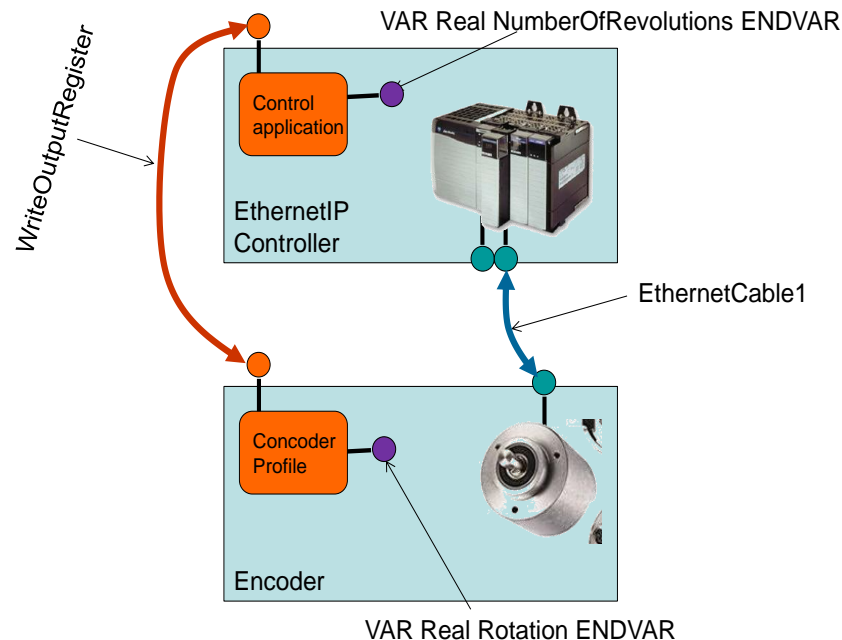 VAR Real NumberOfRevolutions ENDVAR
WriteOutputRegister
Control
application
EthernetIP
Controller
EthernetCable1
Concoder
Profile
Encoder
VAR Real Rotation ENDVAR